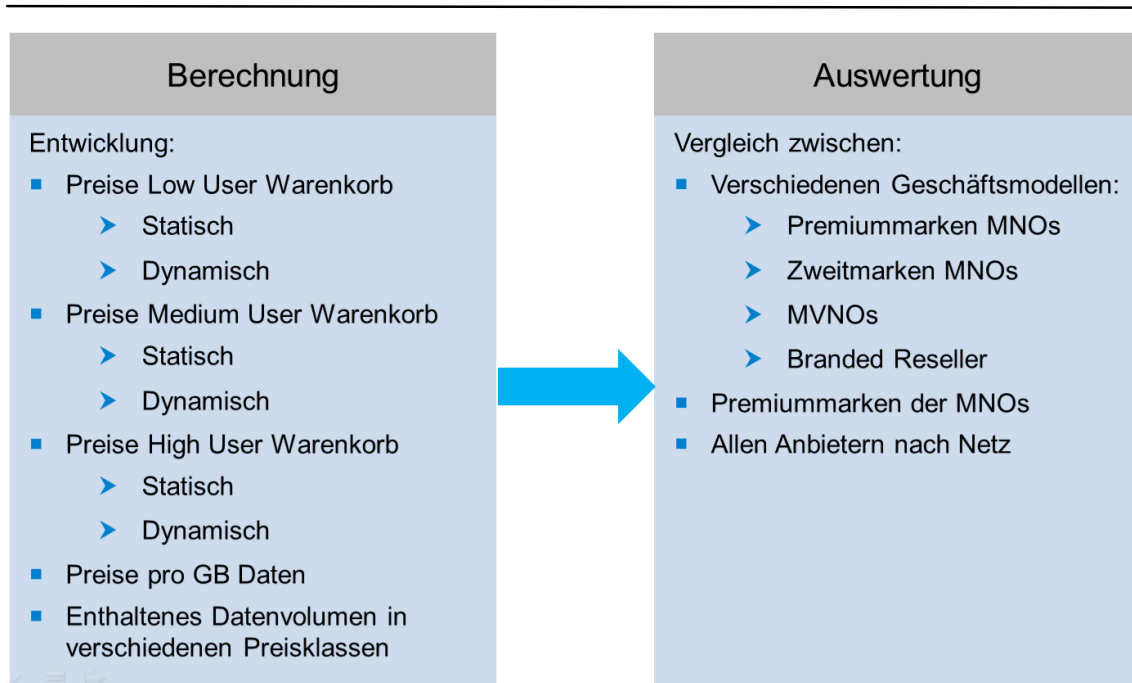 Berechnung
Entwicklung:
Preise Low User Warenkorb
Statisch
Dynamisch
Preise Medium User Warenkorb
Statisch
Dynamisch
Preise High User Warenkorb
Statisch
Dynamisch
Preise pro GB Daten
Enthaltenes Datenvolumen in
verschiedenen Preisklassen
Auswertung
Vergleich zwischen:
Verschiedenen Geschäftsmodellen:
Premiummarken MNOs
Zweitmarken MNOs
MVNOs
Branded Reseller
Premiummarken der MNOs
Allen Anbietern nach Netz